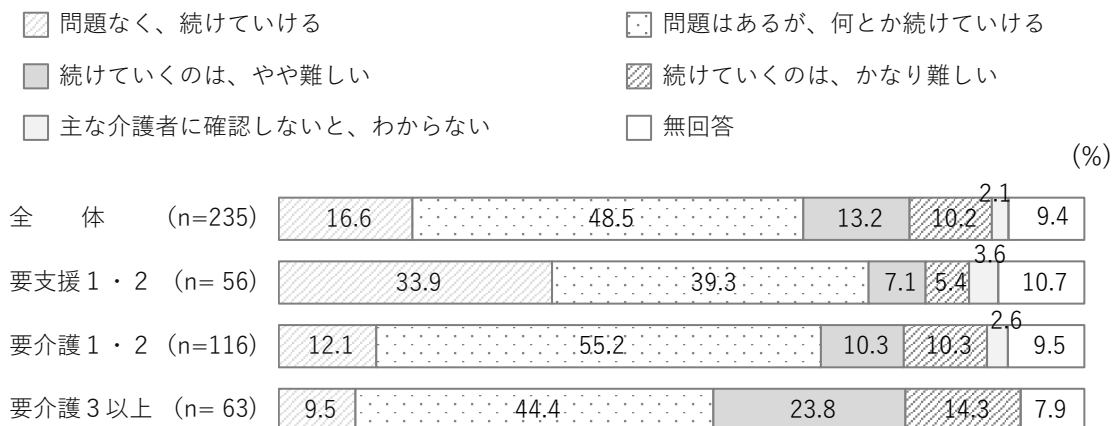 問題なく、続けていける 問題はあるが、何とか続けていける
続けていくのは、やや難しい 続けていくのは、かなり難しい
主な介護者に確認しないと、わからない 無回答
(%)
全　体 (n=235) 16.6 48.5 13.2 10.2 2.1 9.4
要支援１・２ (n= 56) 33.9 39.3 7.1 5.4 3.6 10.7
要介護１・２ (n=116) 12.1 55.2 10.3 10.3 2.6 9.5
要介護３以上 (n= 63) 9.5 44.4 23.8 14.3 7.9